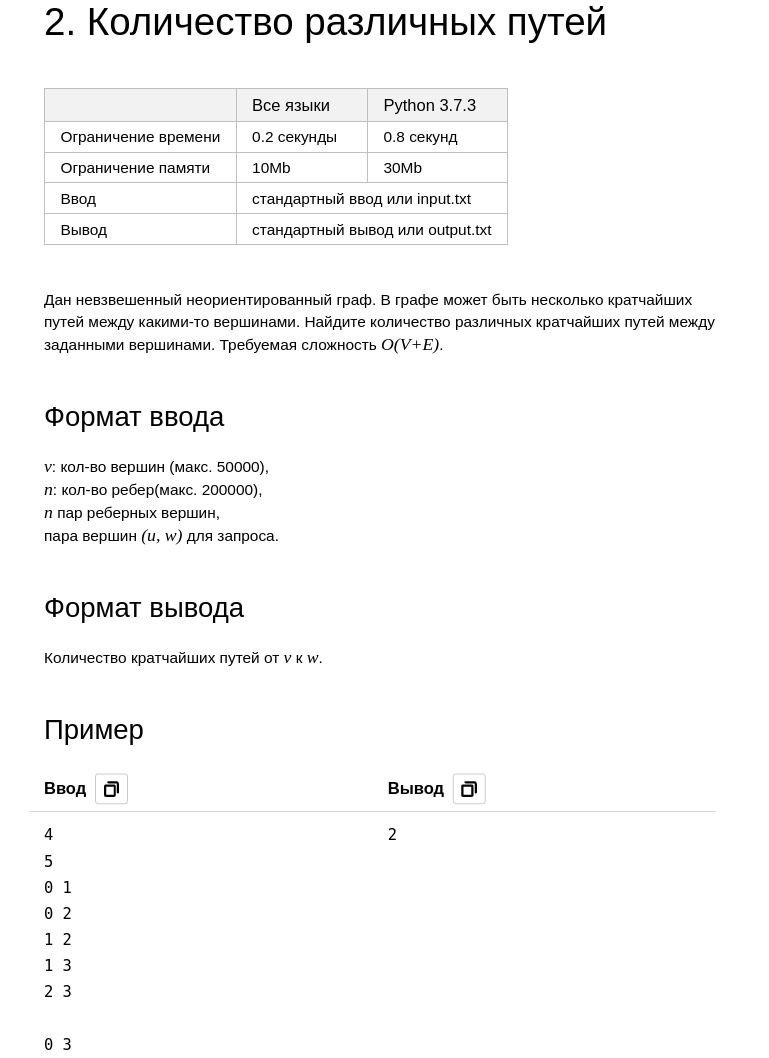 2. Количество различных путей
Все языки Python 3.7.3
Ограничение времени 0.2 секунды 0.8 секунд
Ограничение памяти 10Mb 30Mb
Ввод стандартный ввод или input.txt
Вывод стандартный вывод или output.txt
Дан невзвешенный неориентированный граф. В графе может быть несколько кратчайших
путей между какими-то вершинами. Найдите количество различных кратчайших путей между
заданными вершинами. Требуемая сложность O(V+E).
Формат ввода
v: кол-во вершин (макс. 50000),
n: кол-во ребер(макс. 200000),
n пар реберных вершин,
пара вершин (u, w) для запроса.
Формат вывода
Количество кратчайших путей от v к w.
Пример
Ввод Вывод
4 2
5
0 1
0 2
1 2
1 3
2 3
0 3